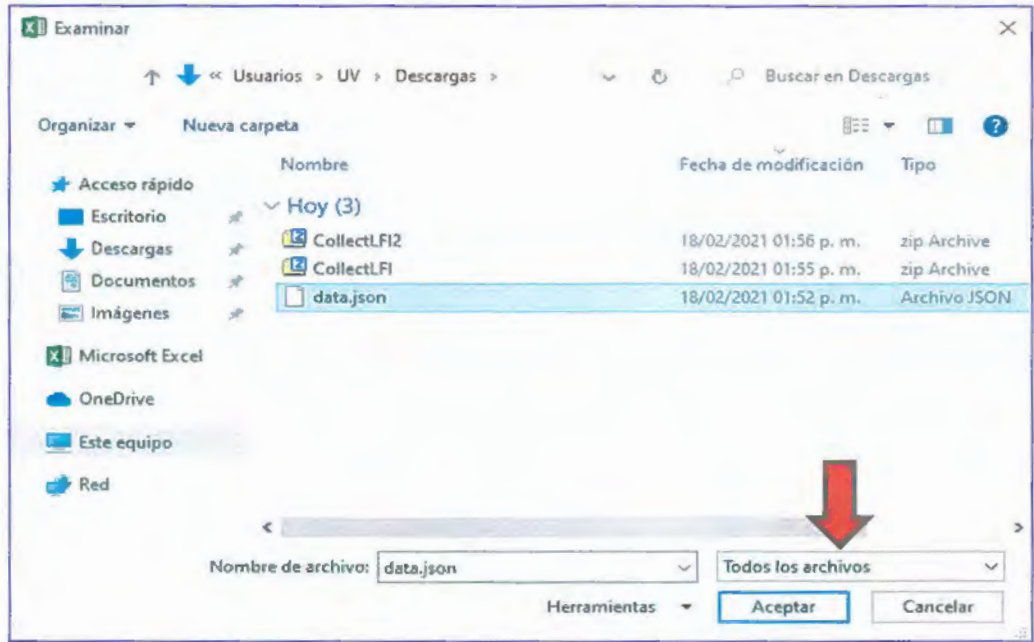 Examinar
« Usuarios > UV > Descargas >
Buscar en Descargas
Organizar
Nueva carpeta
Nombre
Fecha de modificación
Tipo
Acceso rápido
Escritorio
Descargas
Documentos
Imágenes
Microsoft Excel
OneDrive
Este equipo
Red
Hoy (3)
CollectLFI2 18/02/2021 01:56 p. m. zip Archive
CollectLFI 18/02/2021 01:55 p. m. zip Archive
data.json 18/02/2021 01:52 p. m. Archivo JSON
Nombre de archivo: data.json
Todos los archivos
Herramientas
Aceptar
Cancelar